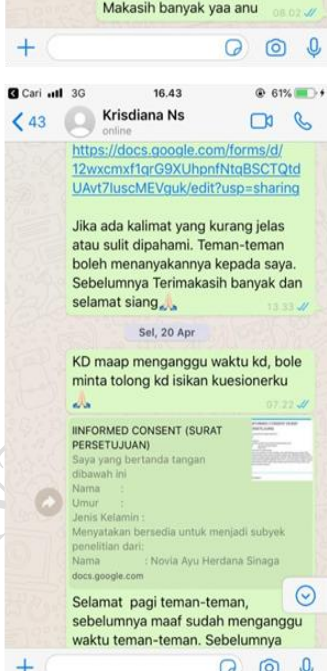 Makasih banyak yaa anu 08.02
Cari 3G 16.43 61%
43 Krisdiana Ns
online
https://docs.google.com/forms/d/
12wxcmxf1qrG9XUhpnfNtqBSCTQtd
UAvt7IuscMEVguk/edit?usp=sharing
Jika ada kalimat yang kurang jelas
atau sulit dipahami. Teman-teman
boleh menanyakannya kepada saya.
Sebelumnya Terimakasih banyak dan
selamat siang🙏🏻 13.33
Sel, 20 Apr
KD maap menganggu waktu kd, bole
minta tolong kd isikan kuesionerku
🙏🏻 07.22
IINFORMED CONSENT (SURAT
PERSETUJUAN)
Saya yang bertanda tangan
dibawah ini
Nama :
Umur :
Jenis Kelamin :
Menyatakan bersedia untuk menjadi subyek
penelitian dari:
Nama : Novia Ayu Herdana Sinaga
docs.google.com
Selamat pagi teman-teman,
sebelumnya maaf sudah menganggu
waktu teman-teman. Sebelumnya